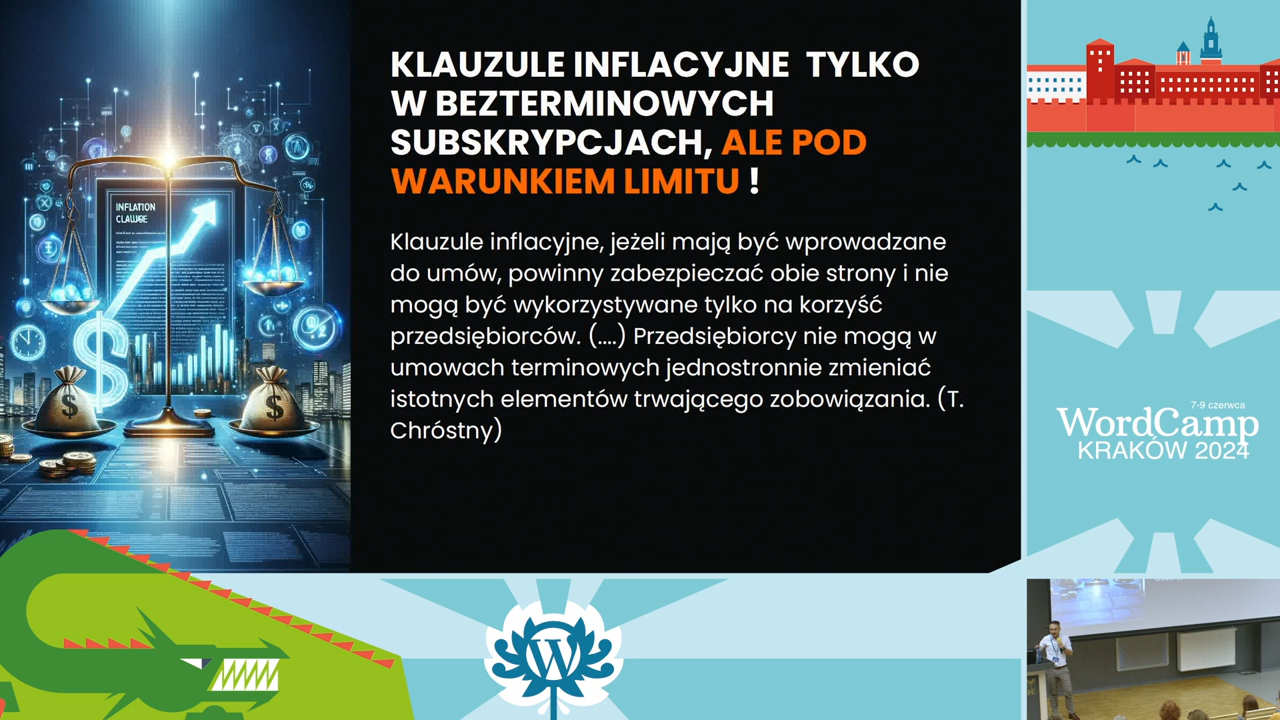 KLAUZULE INFLACYJNE TYLKO
W BEZTERMINOWYCH
SUBSKRYPCJACH, ALE POD
WARUNKIEM LIMITU !
Klauzule inflacyjne, jeżeli mają być wprowadzane
do umów, powinny zabezpieczać obie strony i nie
mogą być wykorzystywane tylko na korzyść
przedsiębiorców. (....) Przedsiębiorcy nie mogą w
umowach terminowych jednostronnie zmieniać
istotnych elementów trwającego zobowiązania. (T.
Chróstny)
INFLATION
CLAUWGE
7-9 czerwca
WordCamp
KRAKÓW 2024